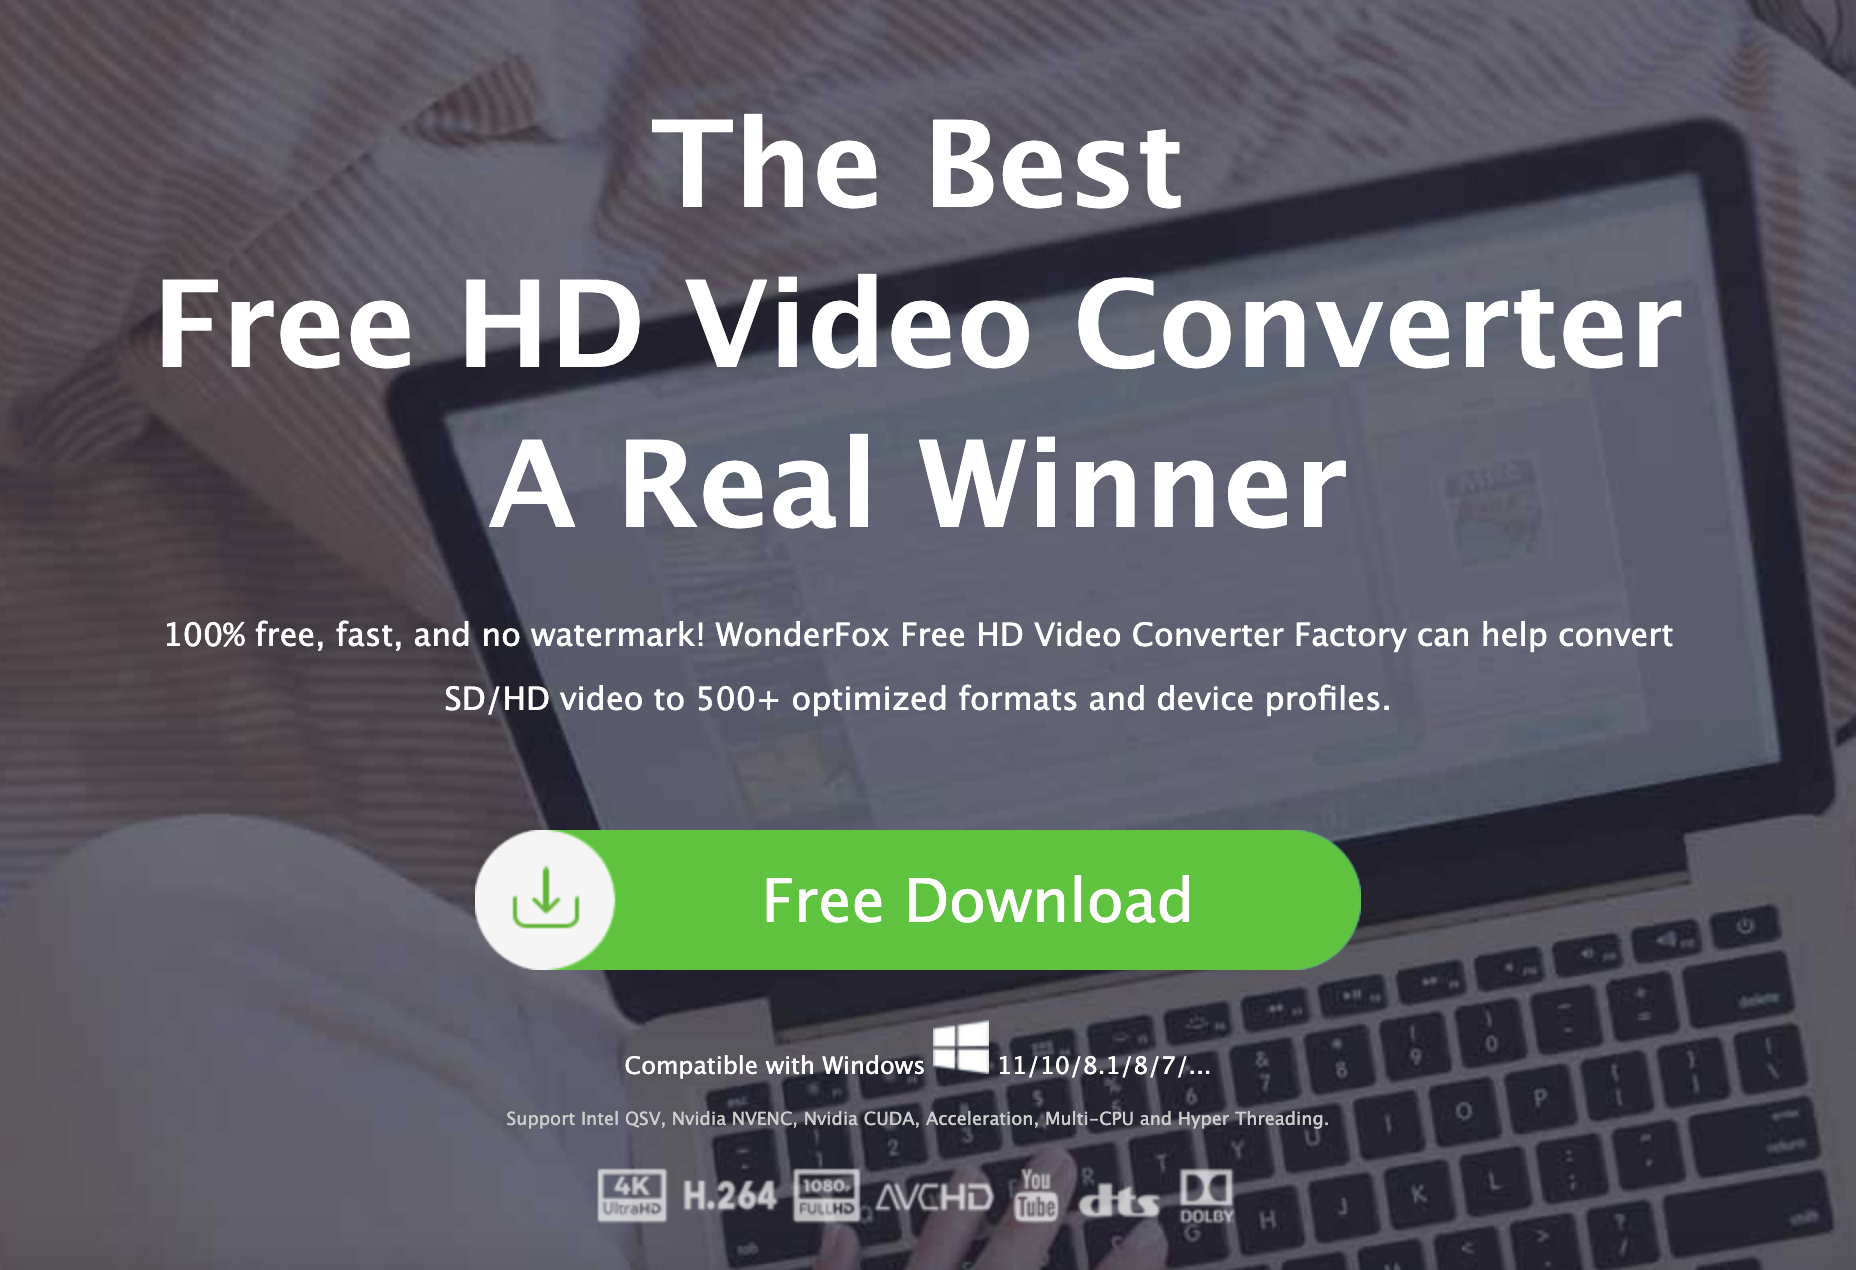 The Best
Free HD Video Converter
A Real Winner
100% free, fast, and no watermark! WonderFox Free HD Video Converter Factory can help convert
SD/HD video to 500+ optimized formats and device profiles.
Free Download
Compatible with Windows 11/10/8.1/8/7/...
Support Intel QSV, Nvidia NVENC, Nvidia CUDA, Acceleration, Multi-CPU and Hyper Threading.
4K UltraHD H.264 1080p FULLHD AVCHD You Tube dts DOLBY